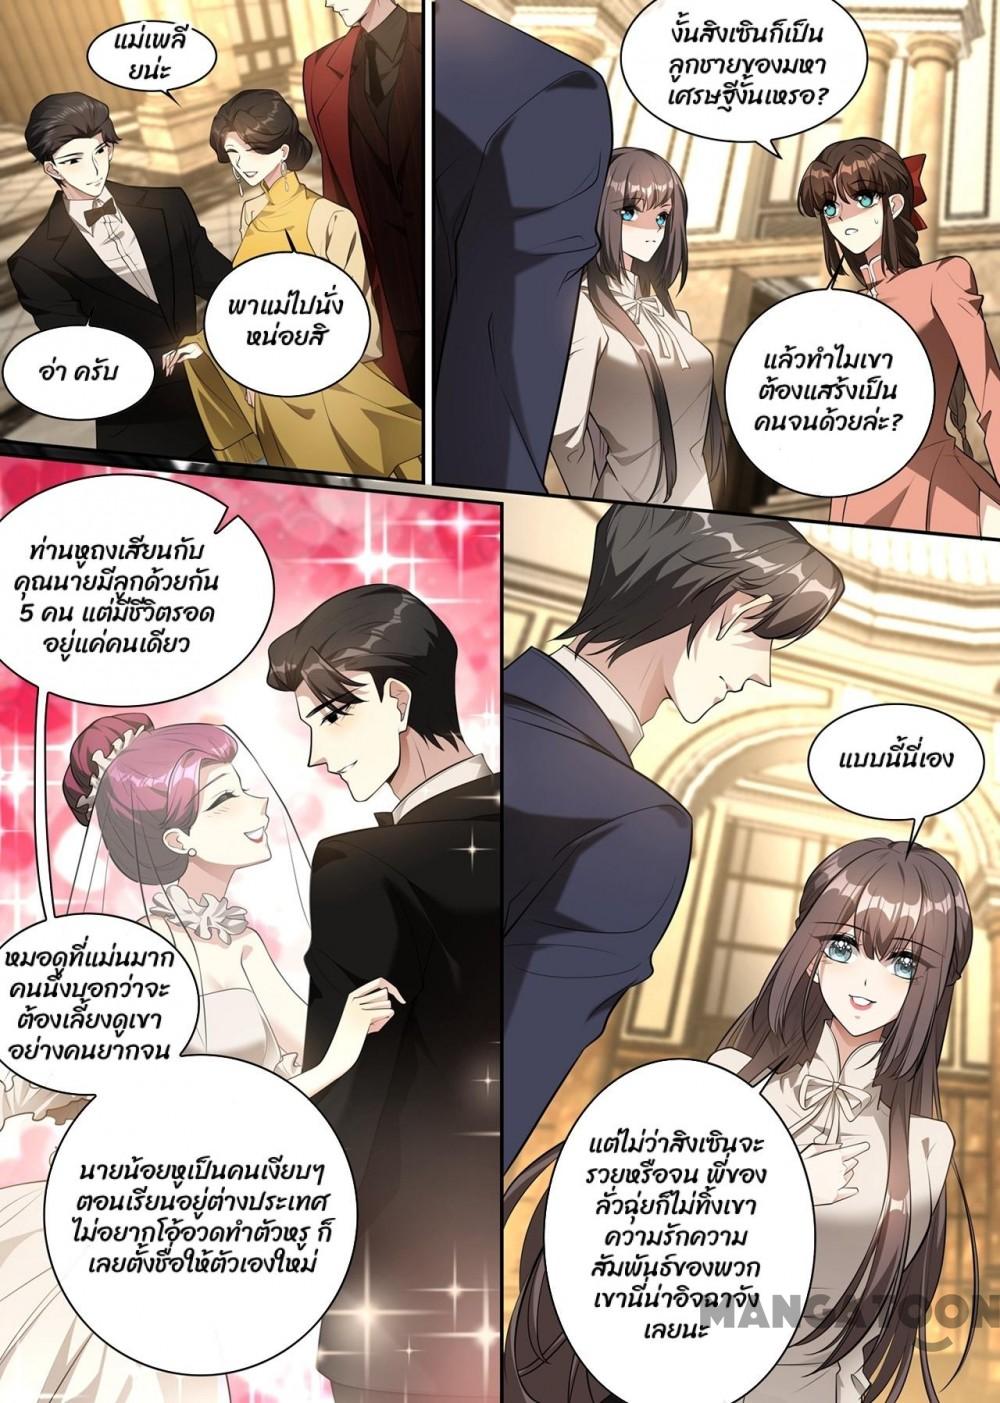 แม่เพลี
ยน่ะ
พาแม่ไปนั่ง
หน่อยสิ
อ่า ครับ
งั้นสิงเซินก็เป็น
ลูกชายของมหา
เศรษฐีงั้นเหรอ?
แล้วทำไมเขา
ต้องแสร้งเป็น
คนจนด้วยล่ะ?
ท่านหูถงเสียนกับ
คุณนายมีลูกด้วยกัน
5 คน แต่มีชีวิตรอด
อยู่แค่คนเดียว
หมอดูที่แม่นมาก
คนนึงบอกว่าจะ
ต้องเลี้ยงดูเขา
อย่างคนยากจน
นายน้อยหูเป็นคนเงียบๆ
ตอนเรียนอยู่ต่างประเทศ
ไม่อยากโอ้อวดทำตัวหรู ก็
เลยตั้งชื่อให้ตัวเองใหม่
แบบนี้นี่เอง
แต่ไม่ว่าสิงเซินจะ
รวยหรือจน พี่ของ
ลั่วฉุ่ยก็ไม่ทิ้งเขา
ความรักความ
สัมพันธ์ของพวก
เขานี่น่าอิจฉาจัง
เลยนะ
MANGATOON